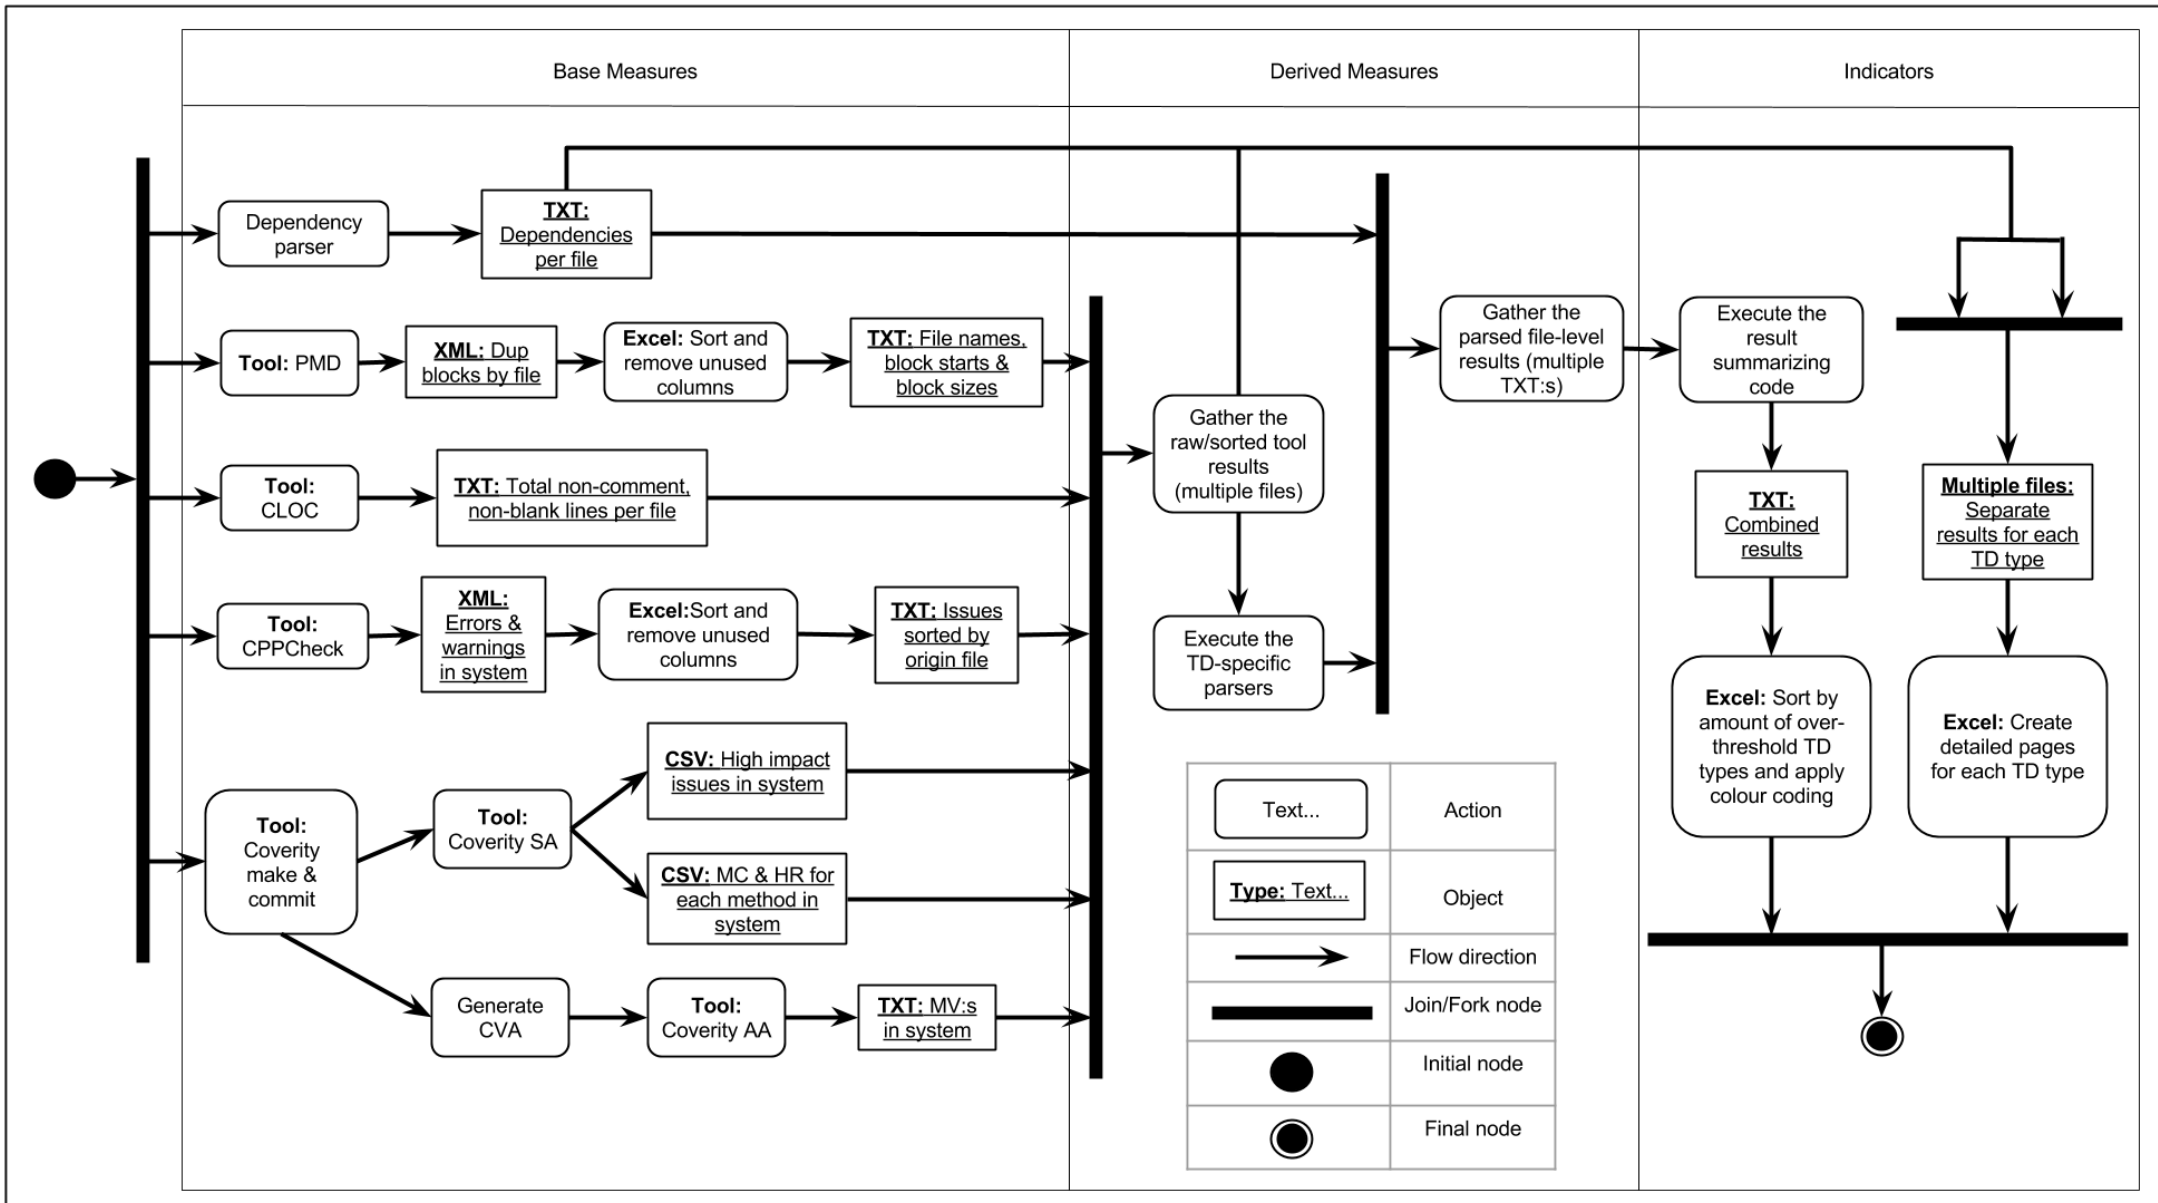 Base Measures
Derived Measures
Indicators
Dependency
parser
TXT:
Dependencies
per file
Tool: PMD
XML: Dup
blocks by file
Excel: Sort and
remove unused
columns
TXT: File names,
block starts &
block sizes
Tool:
CLOC
TXT: Total non-comment,
non-blank lines per file
Tool:
CPPCheck
XML:
Errors &
warnings
in system
Excel:Sort and
remove unused
columns
TXT: Issues
sorted by
origin file
Tool:
Coverity
make &
commit
Tool:
Coverity SA
CSV: High impact
issues in system
CSV: MC & HR for
each method in
system
Generate
CVA
Tool:
Coverity AA
TXT: MV:s
in system
Gather the
raw/sorted tool
results
(multiple files)
Execute the
TD-specific
parsers
Gather the
parsed file-level
results (multiple
TXT:s)
Execute the
result
summarizing
code
TXT:
Combined
results
Excel: Sort by
amount of over-
threshold TD
types and apply
colour coding
Multiple files:
Separate
results for each
TD type
Excel: Create
detailed pages
for each TD type
Text...
Action
Type: Text...
Object
Flow direction
Join/Fork node
Initial node
Final node